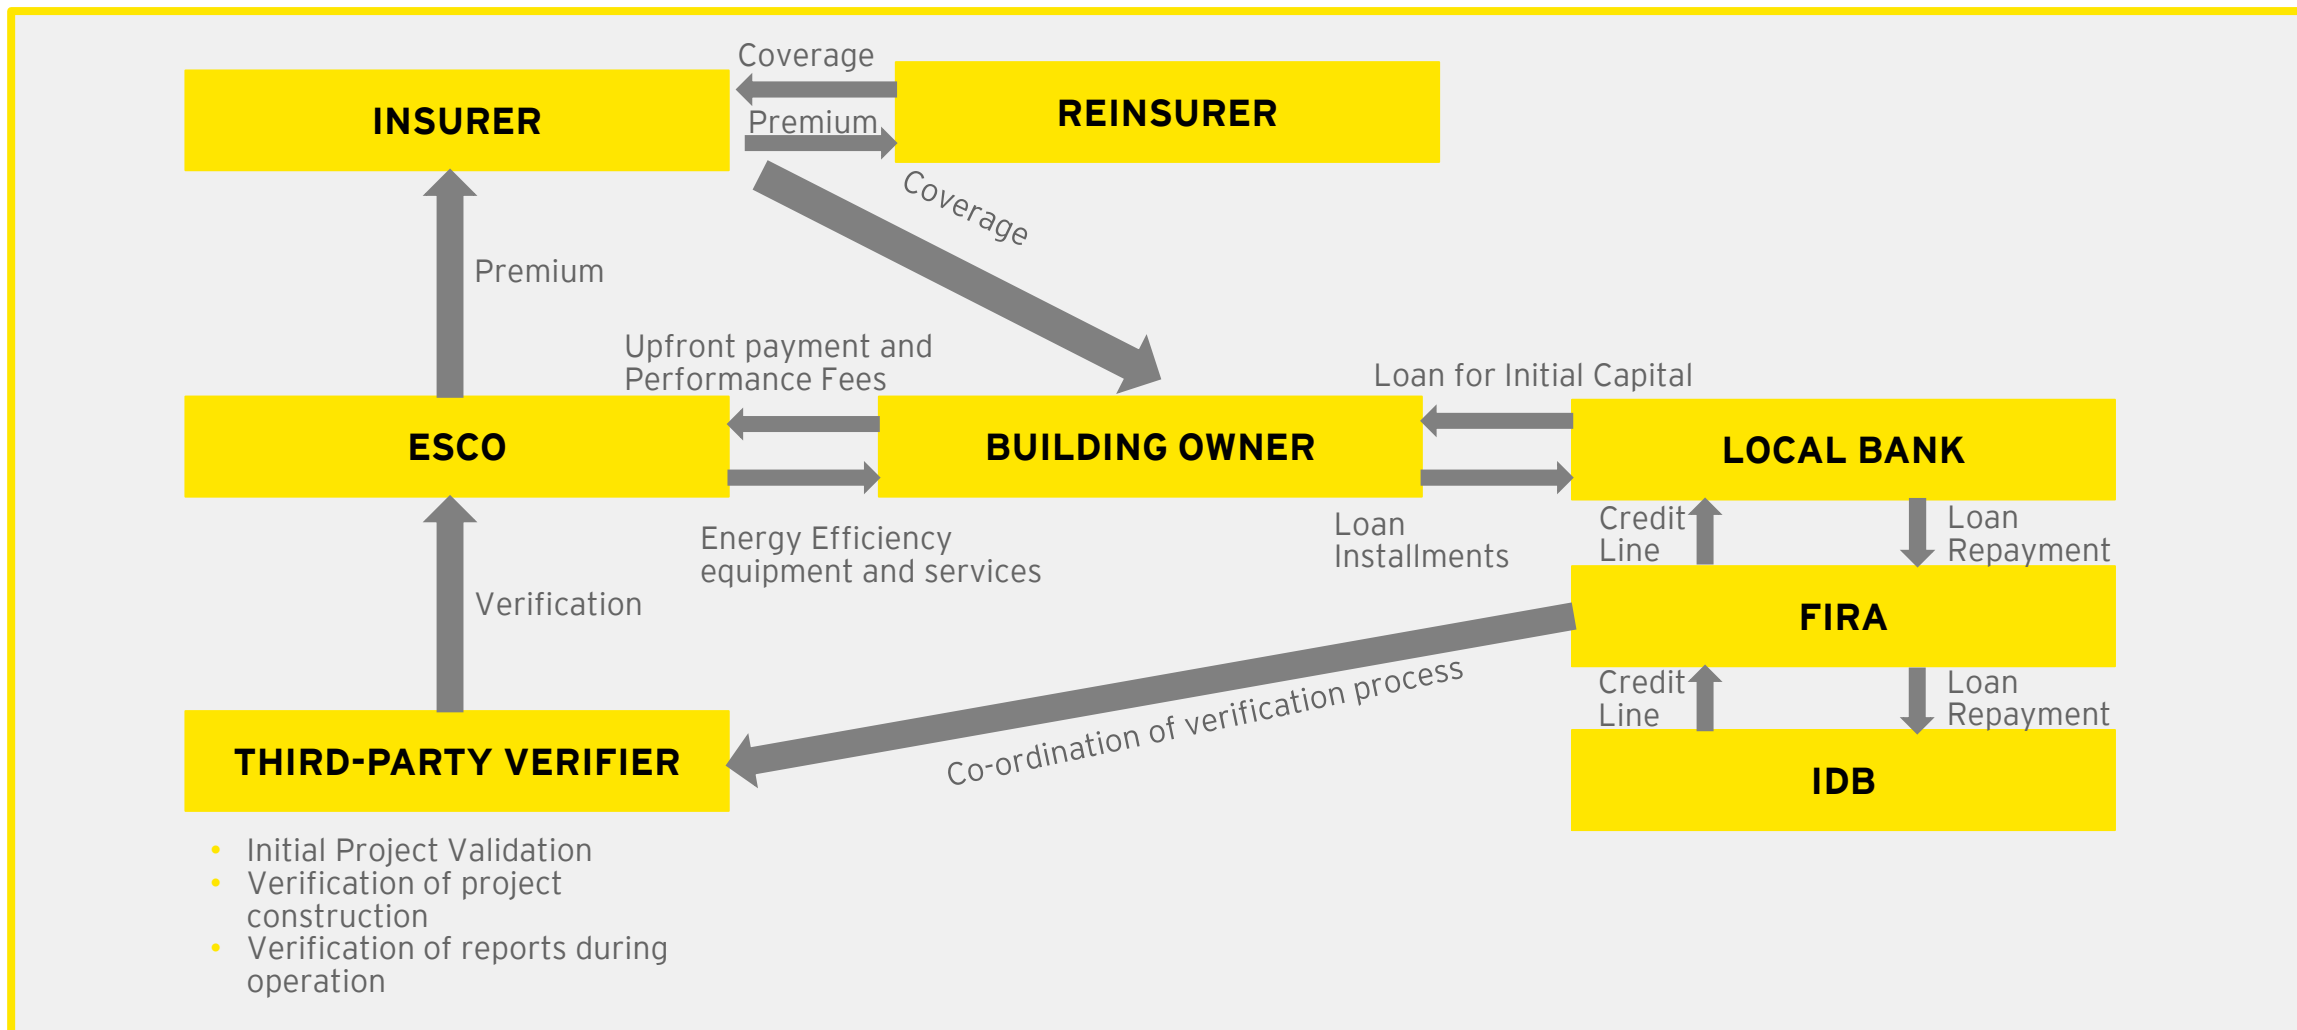 Coverage
INSURER
REINSURER
Premium
Coverage
Premium
Upfront payment and
Performance Fees
Loan for Initial Capital
ESCO
BUILDING OWNER
LOCAL BANK
Energy Efficiency
equipment and services
Loan
Installments
Credit
Line
Loan
Repayment
Verification
FIRA
Co-ordination of verification process
Credit
Line
Loan
Repayment
THIRD-PARTY VERIFIER
IDB
• Initial Project Validation
• Verification of project
construction
• Verification of reports during
operation